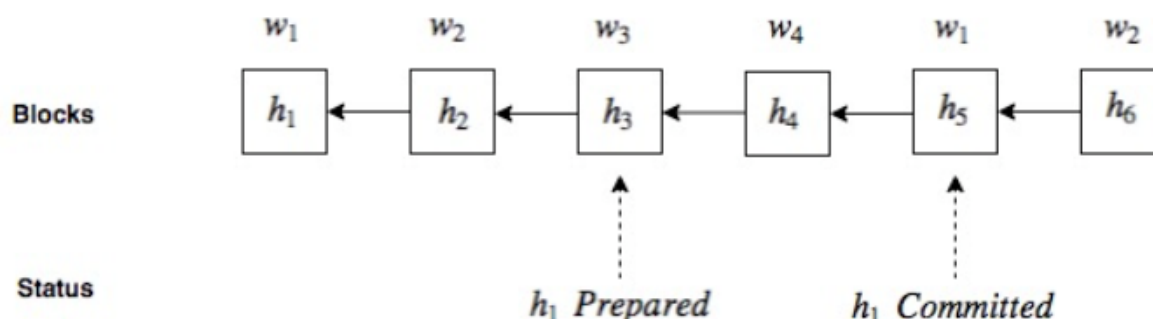 w₁ w₂ w₃ w₄ w₁ w₂
Blocks h₁ h₂ h₃ h₄ h₅ h₆
Status h₁ Prepared h₁ Committed